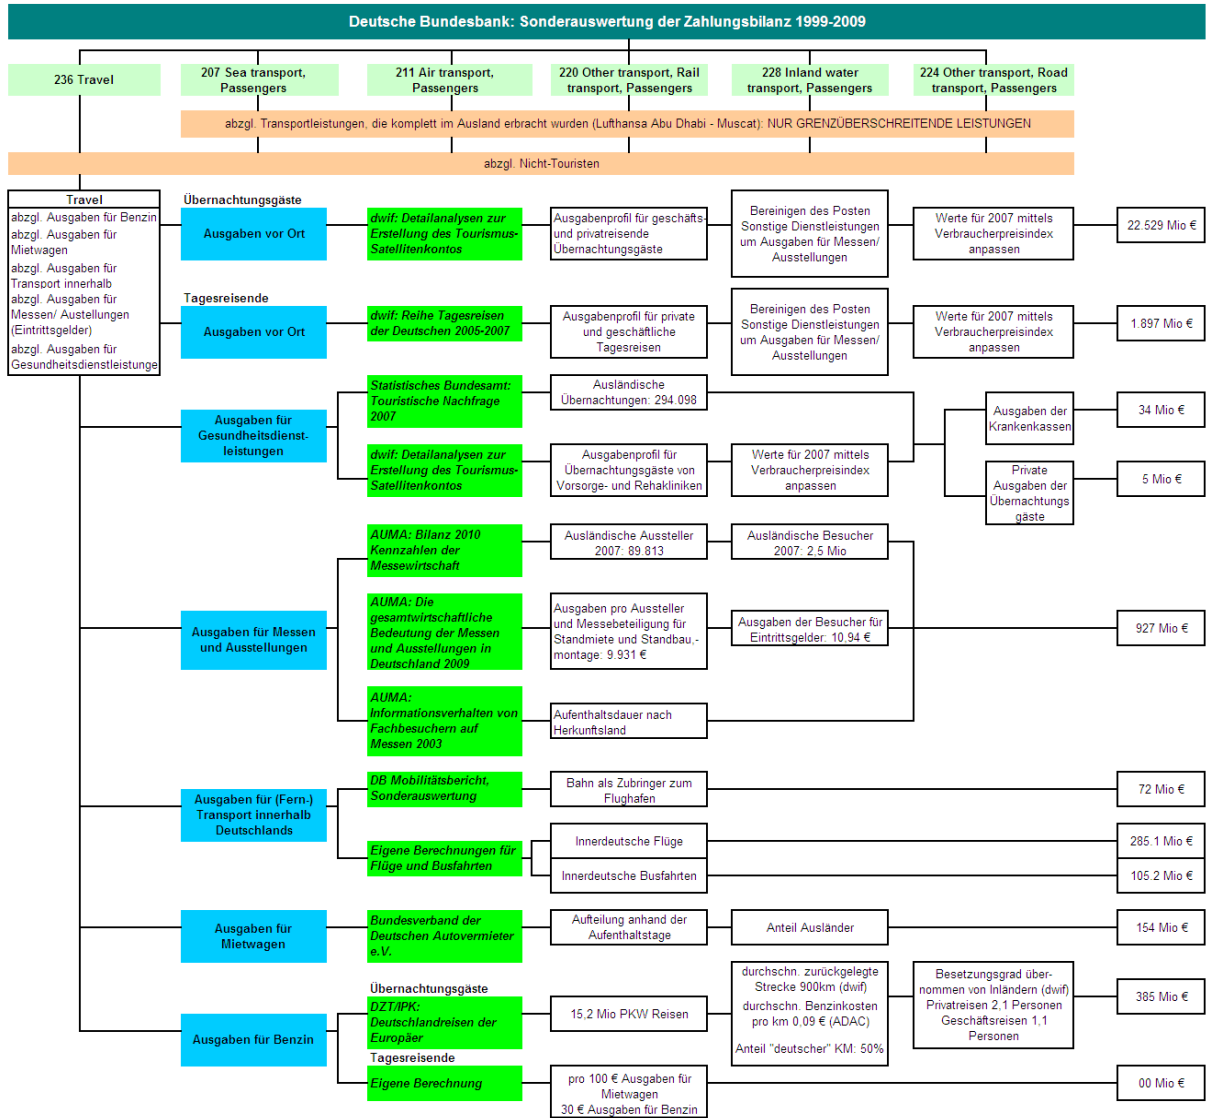 Deutsche Bundesbank: Sonderauswertung der Zahlungsbilanz 1999-2009
236 Travel
207 Sea transport,
Passengers
211 Air transport,
Passengers
220 Other transport, Rail
transport, Passengers
228 Inland water
transport, Passengers
224 Other transport, Road
transport, Passengers
abzgl. Transportleistungen, die komplett im Ausland erbracht wurden (Lufthansa Abu Dhabi - Muscat): NUR GRENZÜBERSCHREITENDE LEISTUNGEN
abzgl. Nicht-Touristen
Travel
abzgl. Ausgaben für Benzin
abzgl. Ausgaben für
Mietwagen
abzgl. Ausgaben für
Transport innerhalb
abzgl. Ausgaben für
Messen/ Austellungen
(Eintrittsgelder)
abzgl. Ausgaben für
Gesundheitsdienstleistunge
Übernachtungsgäste
Ausgaben vor Ort
dwif: Detailanalysen zur
Erstellung des Tourismus-
Satellitenkontos
Ausgabenprofil für geschäfts-
und privatreisende
Übernachtungsgäste
Bereinigen des Posten
Sonstige Dienstleistungen
um Ausgaben für Messen/
Ausstellungen
Werte für 2007 mittels
Verbraucherpreisindex
anpassen
22.529 Mio €
Tagesreisende
Ausgaben vor Ort
dwif: Reihe Tagesreisen
der Deutschen 2005-2007
Ausgabenprofil für private
und geschäftliche
Tagesreisen
Bereinigen des Posten
Sonstige Dienstleistungen
um Ausgaben für Messen/
Ausstellungen
Werte für 2007 mittels
Verbraucherpreisindex
anpassen
1.897 Mio €
Ausgaben für
Gesundheitsdienst-
leistungen
Statistisches Bundesamt:
Touristische Nachfrage
2007
Ausländische
Übernachtungen: 294.098
Ausgaben der
Krankenkassen
34 Mio €
dwif: Detailanalysen zur
Erstellung des Tourismus-
Satellitenkontos
Ausgabenprofil für
Übernachtungsgäste von
Vorsorge- und Rehakliniken
Werte für 2007 mittels
Verbraucherpreisindex
anpassen
Private
Ausgaben der
Übernachtungs
gäste
5 Mio €
Ausgaben für Messen
und Ausstellungen
AUMA: Bilanz 2010
Kennzahlen der
Messewirtschaft
Ausländische Aussteller
2007: 89.813
Ausländische Besucher
2007: 2,5 Mio
AUMA: Die
gesamtwirtschaftliche
Bedeutung der Messen
und Ausstellungen in
Deutschland 2009
Ausgaben pro Aussteller
und Messebeteiligung für
Standmiete und Standbau,-
montage: 9.931 €
Ausgaben der Besucher für
Eintrittsgelder: 10,94 €
927 Mio €
AUMA:
Informationsverhalten von
Fachbesuchern auf
Messen 2003
Aufenthaltsdauer nach
Herkunftsland
Ausgaben für (Fern-)
Transport innerhalb
Deutschlands
DB Mobilitätsbericht,
Sonderauswertung
Bahn als Zubringer zum
Flughafen
72 Mio €
Eigene Berechnungen für
Flüge und Busfahrten
Innerdeutsche Flüge
285.1 Mio €
Innerdeutsche Busfahrten
105.2 Mio €
Ausgaben für
Mietwagen
Bundesverband der
Deutschen Autovermieter
e.V.
Aufteilung anhand der
Aufenthaltstage
Anteil Ausländer
154 Mio €
Ausgaben für Benzin
Übernachtungsgäste
DZT/IPK:
Deutschlandreisen der
Europäer
15,2 Mio PKW Reisen
durchschn. zurückgelegte
Strecke 900km (dwif)
durchschn. Benzinkosten
pro km 0,09 € (ADAC)
Anteil "deutscher" KM: 50%
Besetzungsgrad über-
nommen von Inländern (dwif)
Privatreisen 2,1 Personen
Geschäftsreisen 1,1
Personen
385 Mio €
Tagesreisende
Eigene Berechnung
pro 100 € Ausgaben für
Mietwagen
30 € Ausgaben für Benzin
00 Mio €